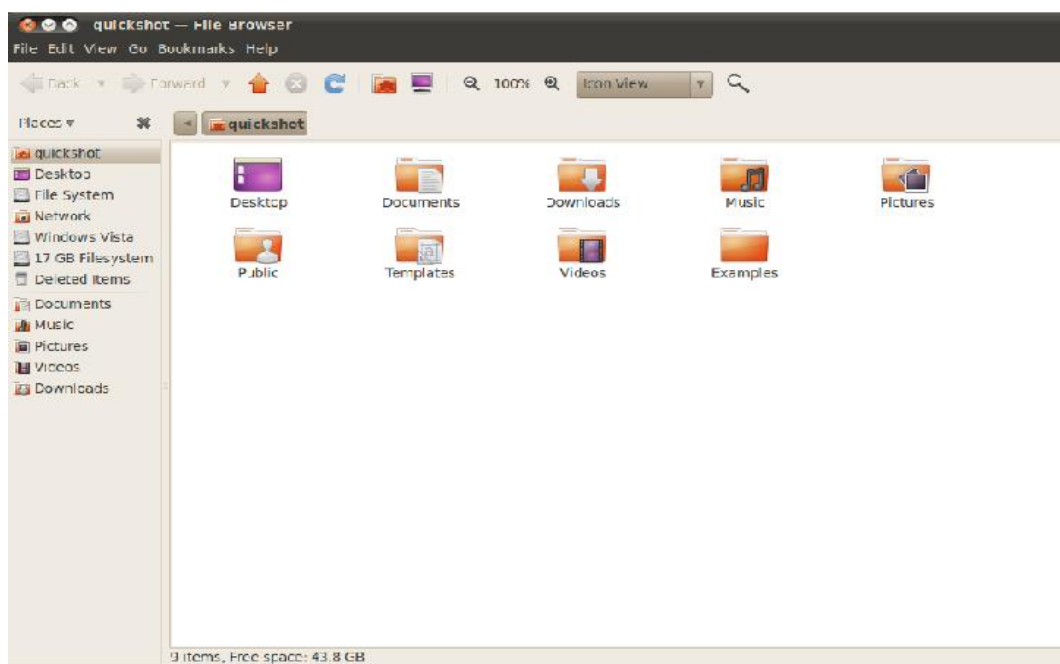 quickshot — File Browser
File Edit View Go Bookmarks Help
Back Forward 100% Icon View
Places quickshot
quickshot
Desktop
File System
Network
Windows Vista
17 GB Filesystem
Deleted Items
Documents
Music
Pictures
Videos
Downloads
Desktop Documents Downloads Music Pictures
Public Templates Videos Examples
9 items, Free space: 43.8 GB